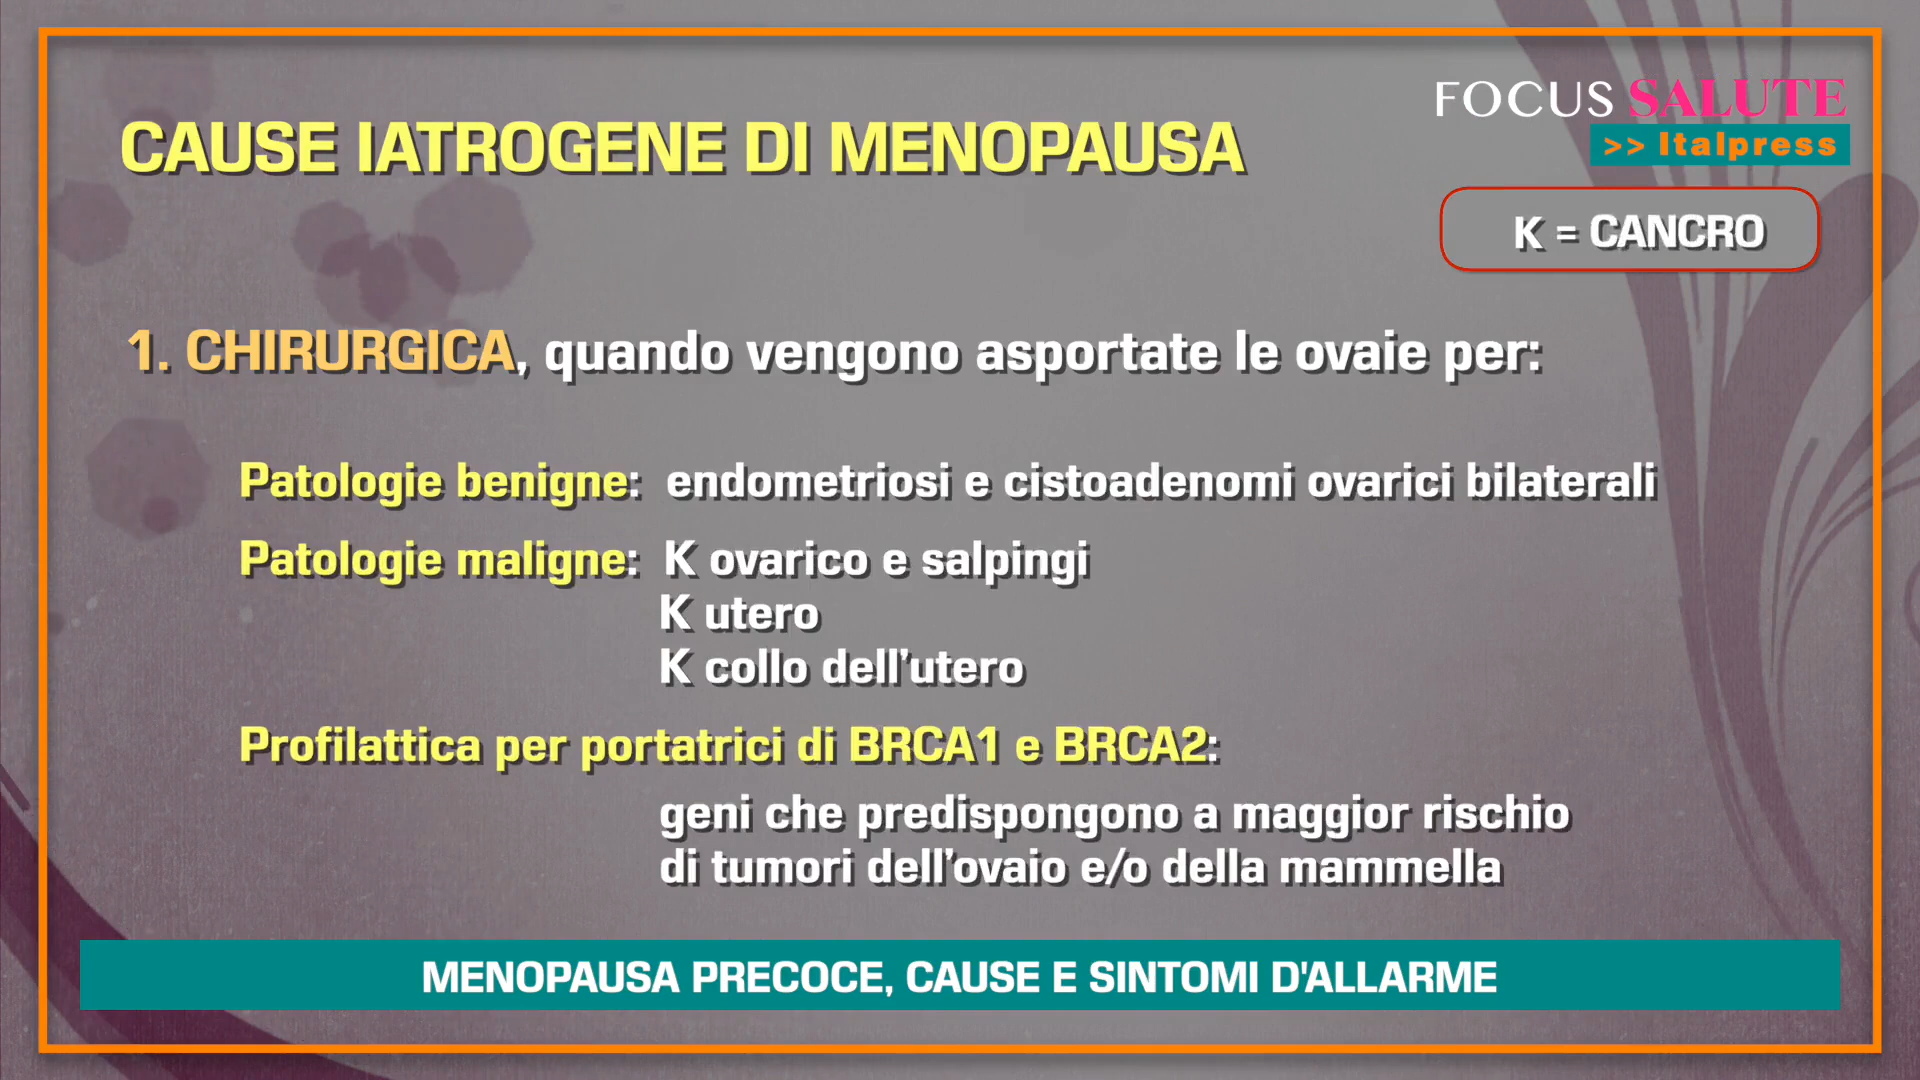 FOCUS SALUTE
>> Italpress
CAUSE IATROGENE DI MENOPAUSA
K = CANCRO
1. CHIRURGICA, quando vengono asportate le ovaie per:
Patologie benigne: endometriosi e cistoadenomi ovarici bilaterali
Patologie maligne: K ovarico e salpingi
K utero
K collo dell'utero
Profilattica per portatrici di BRCA1 e BRCA2:
geni che predispongono a maggior rischio
di tumori dell'ovaio e/o della mammella
MENOPAUSA PRECOCE, CAUSE E SINTOMI D'ALLARME